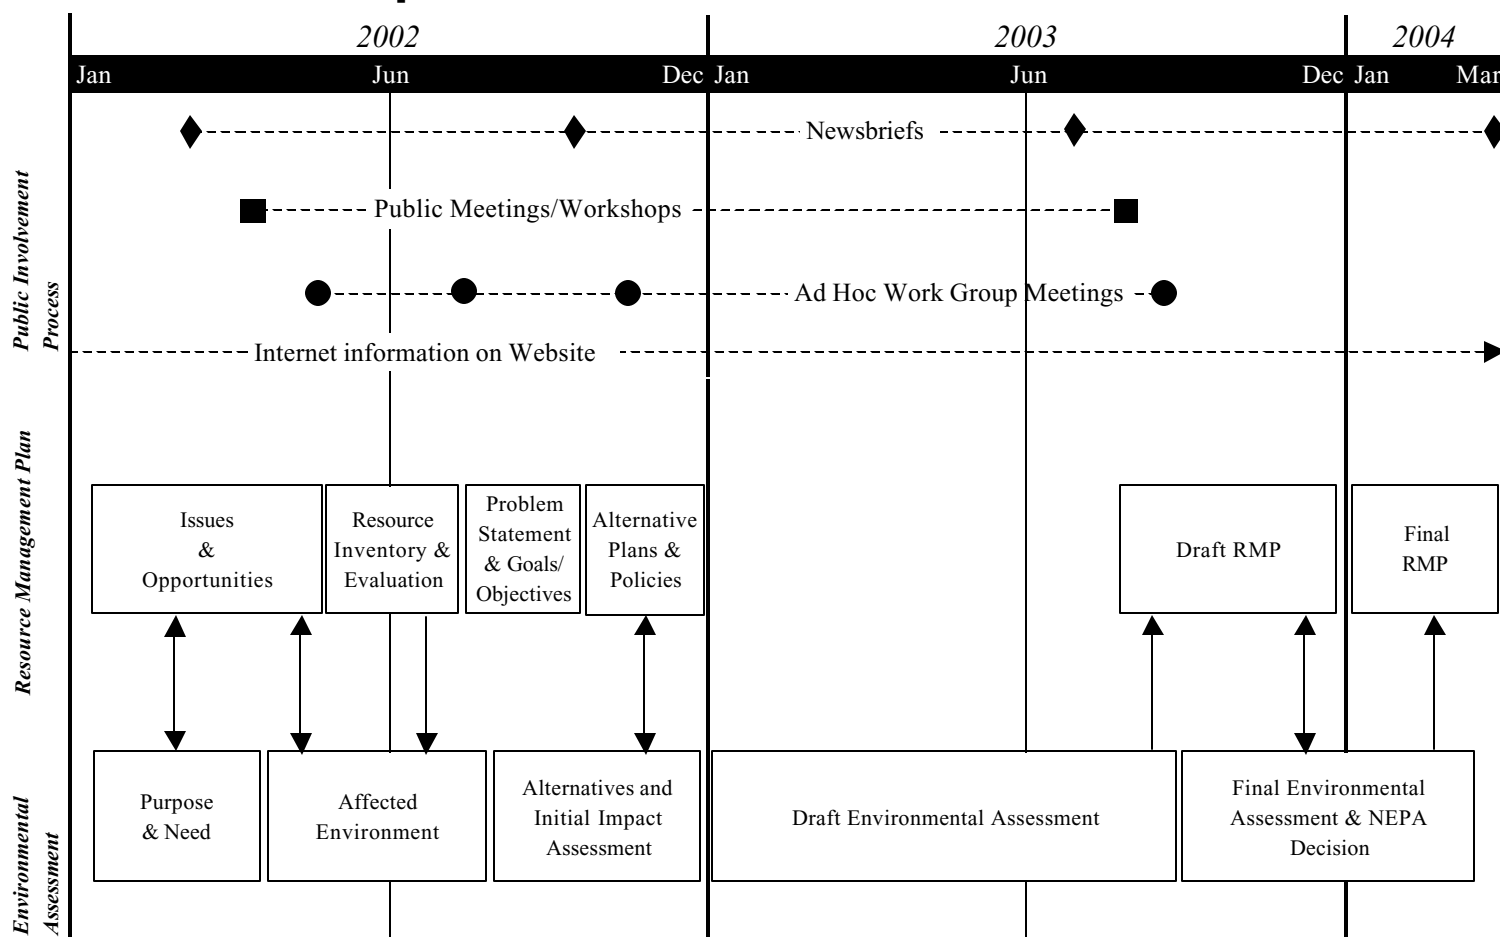 2002
2003
2004
Jan
Jun
Dec
Jan
Jun
Dec
Jan
Mar
Newsbriefs
Public Meetings/Workshops
Ad Hoc Work Group Meetings
Internet information on Website
Public Involvement
Process
Resource Management Plan
Issues
&
Opportunities
Resource
Inventory &
Evaluation
Problem
Statement
& Goals/
Objectives
Alternative
Plans &
Policies
Draft RMP
Final
RMP
Environmental
Assessment
Purpose
& Need
Affected
Environment
Alternatives and
Initial Impact
Assessment
Draft Environmental Assessment
Final Environmental
Assessment & NEPA
Decision